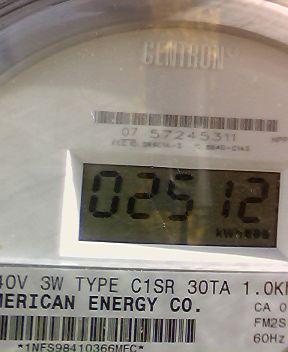 CENTRON
07 57245311
02512
kWh
40V 3W TYPE C1SR 30TA 1.0K
MERICAN ENERGY CO.
CA 0
FM2S
60Hz
*1NFS98410366MFC*